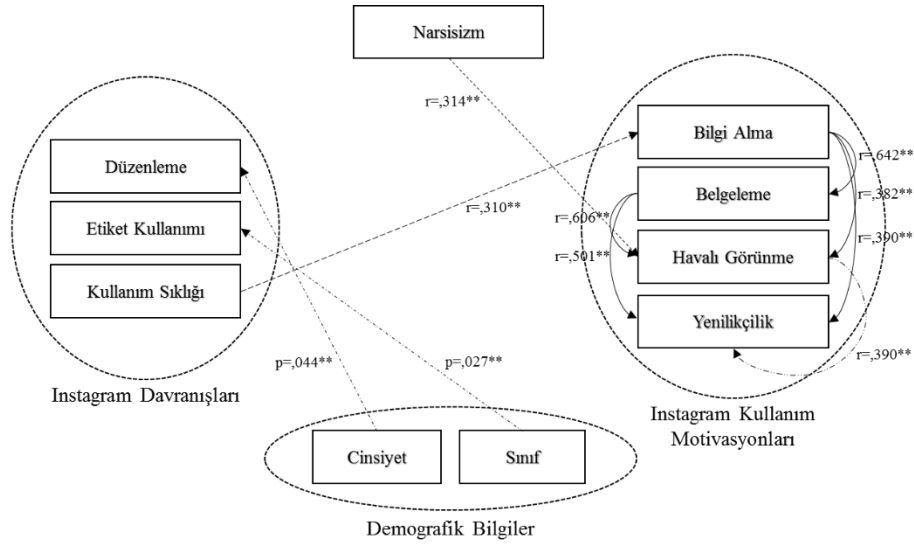 Narsisizm
r=,314**
Bilgi Alma
r=,642**
Düzenleme
Belgeleme
r=,382**
r=,310**
r=,606**
Etiket Kullanımı
r=,390**
r=,501**
Havalı Görünme
Kullanım Sıklığı
Yenilikçilik
p=,044**
p=,027**
r=,390**
Instagram Davranışları
Instagram Kullanım
Motivasyonları
Cinsiyet
Sınıf
Demografik Bilgiler